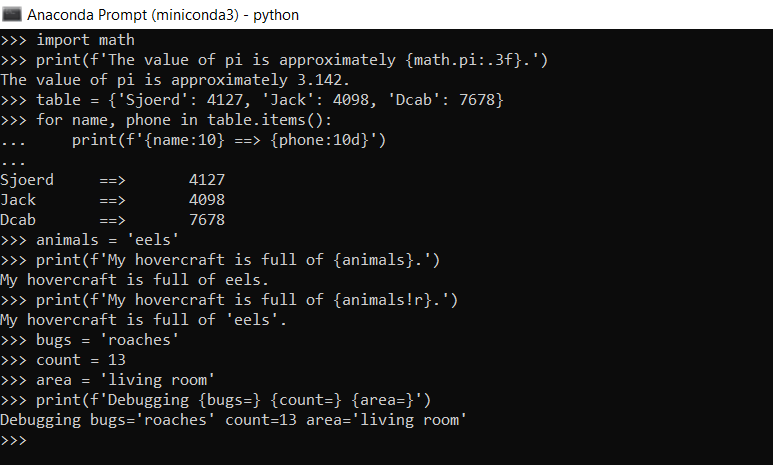 Anaconda Prompt (miniconda3) - python
>>> import math
>>> print(f'The value of pi is approximately {math.pi:.3f}.')
The value of pi is approximately 3.142.
>>> table = {'Sjoerd': 4127, 'Jack': 4098, 'Dcab': 7678}
>>> for name, phone in table.items():
...     print(f'{name:10} ==> {phone:10d}')
...
Sjoerd     ==>       4127
Jack       ==>       4098
Dcab       ==>       7678
>>> animals = 'eels'
>>> print(f'My hovercraft is full of {animals}.')
My hovercraft is full of eels.
>>> print(f'My hovercraft is full of {animals!r}.')
My hovercraft is full of 'eels'.
>>> bugs = 'roaches'
>>> count = 13
>>> area = 'living room'
>>> print(f'Debugging {bugs=} {count=} {area=}')
Debugging bugs='roaches' count=13 area='living room'
>>>